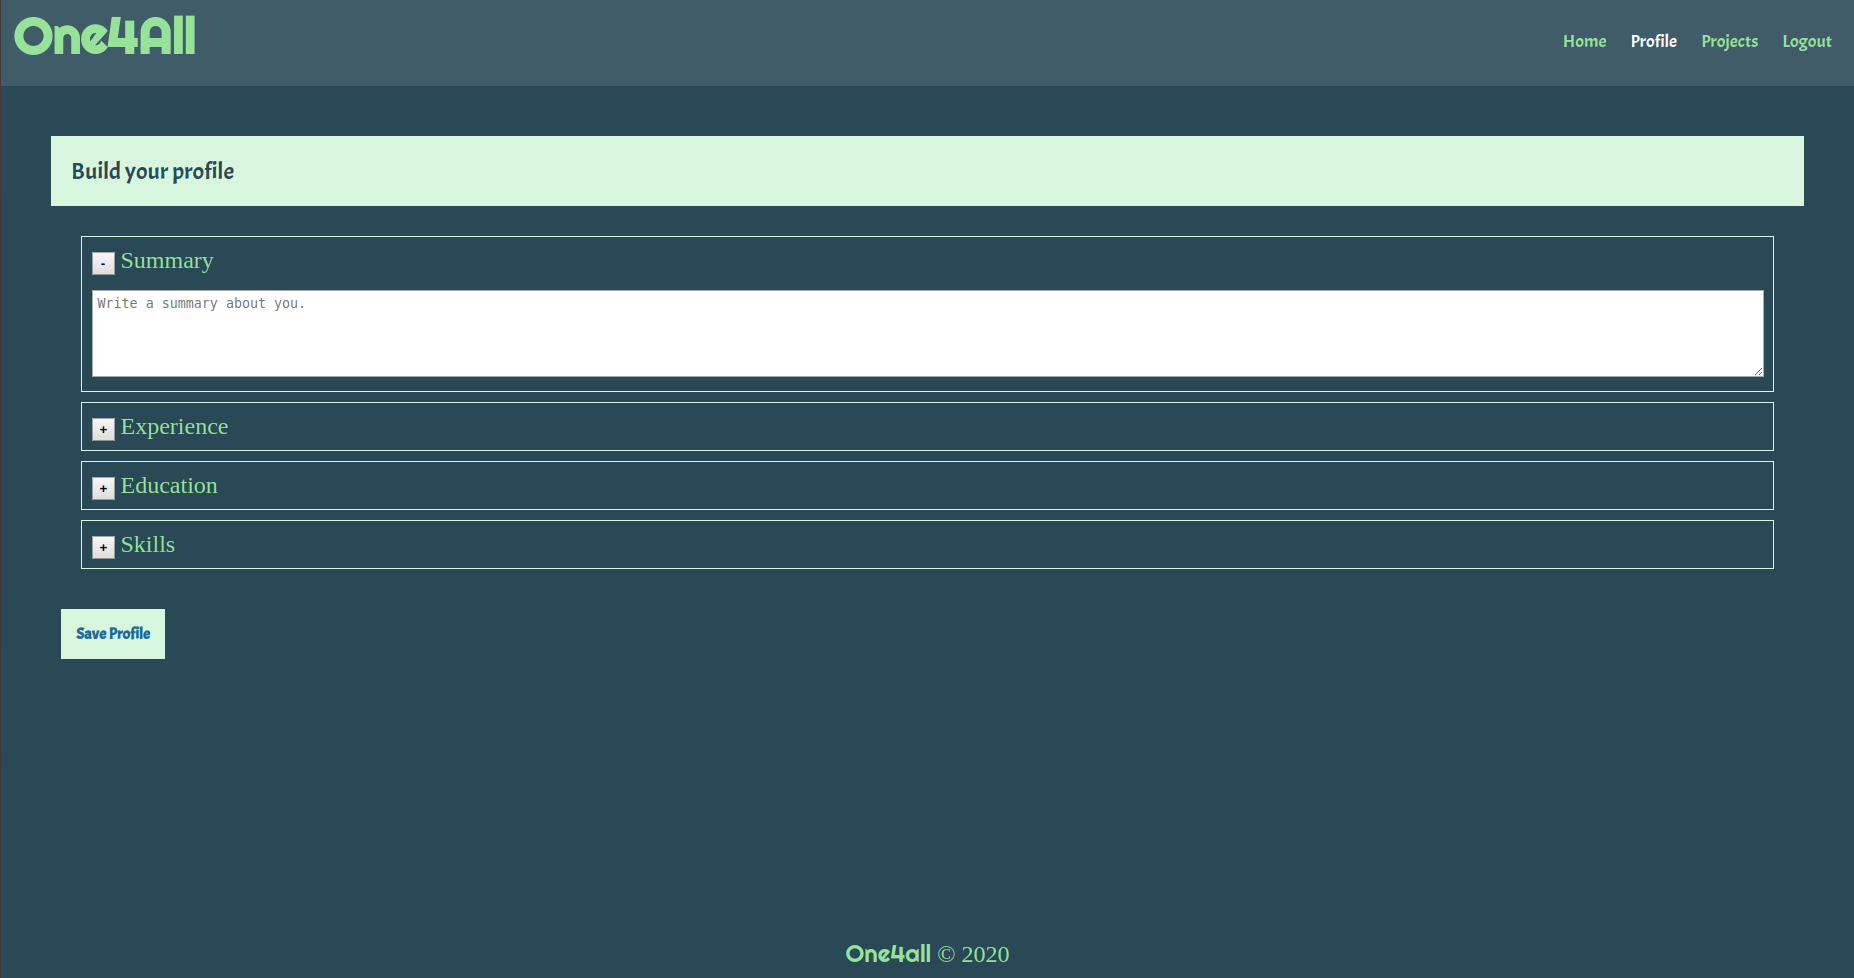 One4All
Home Profile Projects Logout
Build your profile
- Summary
Write a summary about you.
+ Experience
+ Education
+ Skills
Save Profile
One4all © 2020